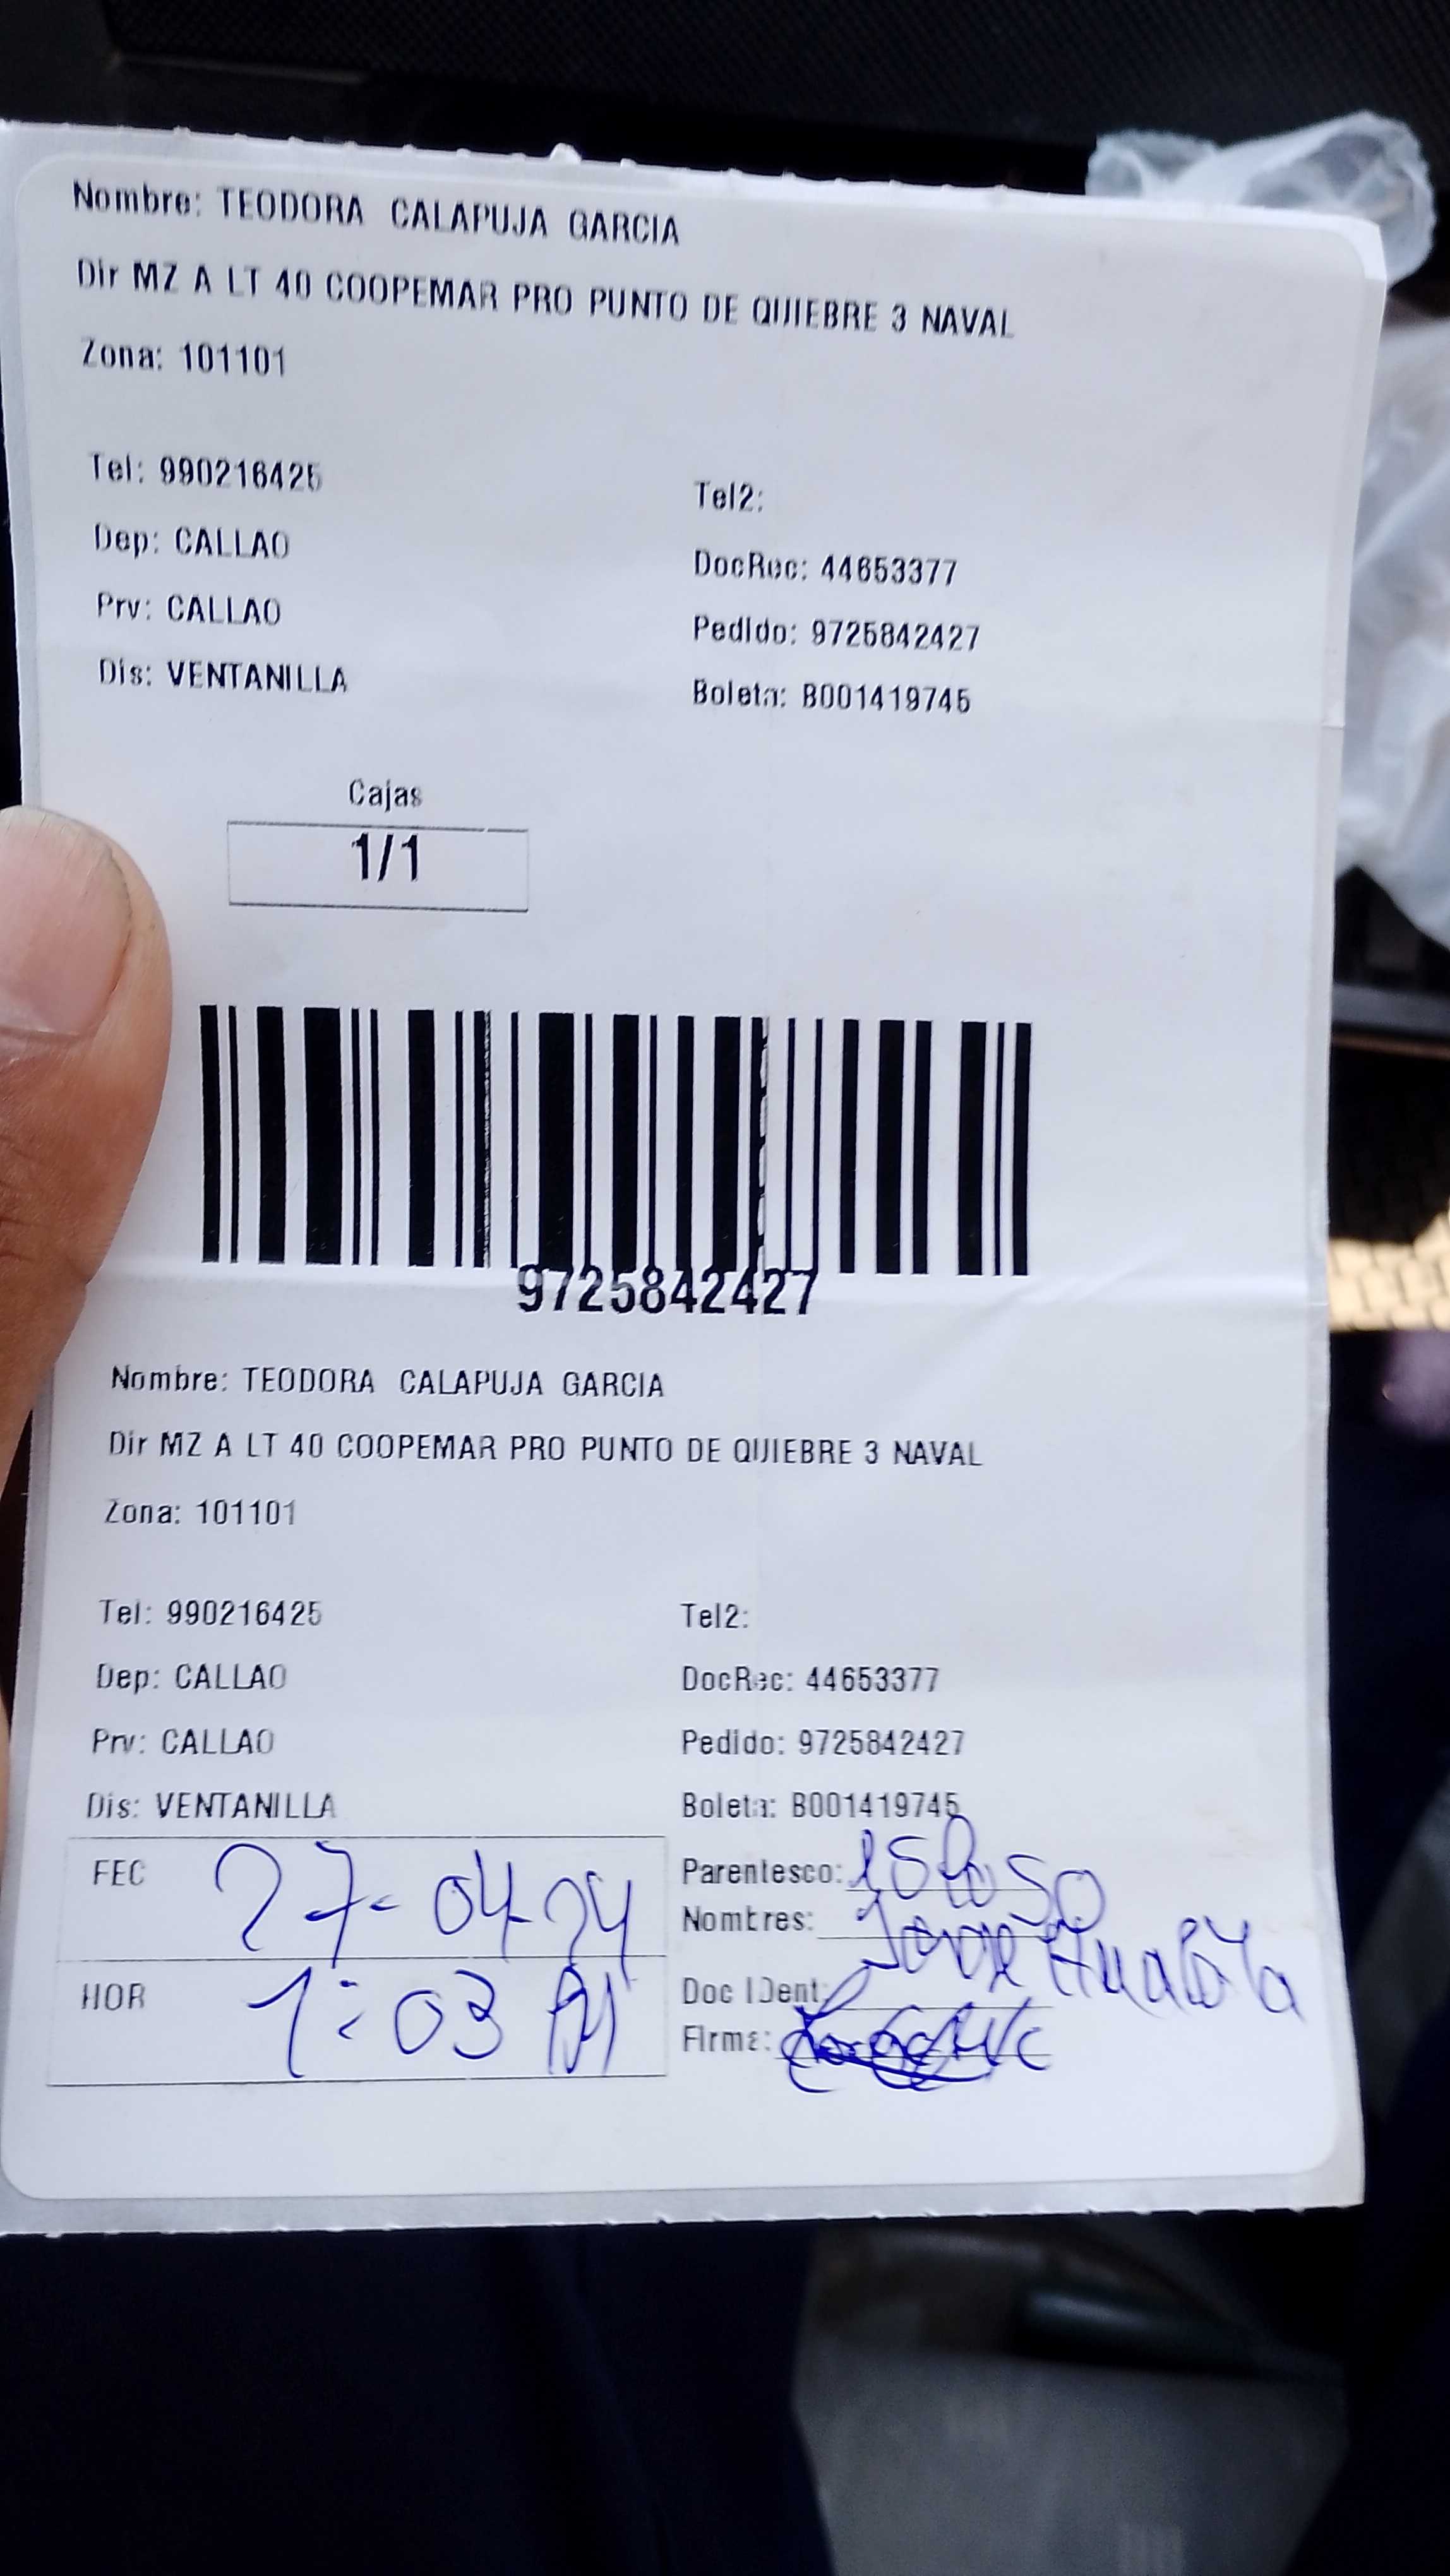 Nombre: TEODORA CALAPUJA GARCIA
Dir MZ A LT 40 COOPEMAR PRO PUNTO DE QUIEBRE 3 NAVAL
Zona: 101101
Tel: 990216425 Tel2:
Dep: CALLAO DocRec: 44653377
Prv: CALLAO Pedido: 9725842427
Dis: VENTANILLA Boleta: B001419745
Cajas
1/1
9725842427
Nombre: TEODORA CALAPUJA GARCIA
Dir MZ A LT 40 COOPEMAR PRO PUNTO DE QUIEBRE 3 NAVAL
Zona: 101101
Tel: 990216425 Tel2:
Dep: CALLAO DocRec: 44653377
Prv: CALLAO Pedido: 9725842427
Dis: VENTANILLA Boleta: B001419745
FEC 27-04-24 Parentesco: esposo
Nombres: Jorge
HOR 1:03 Doc IDent:
Firma: